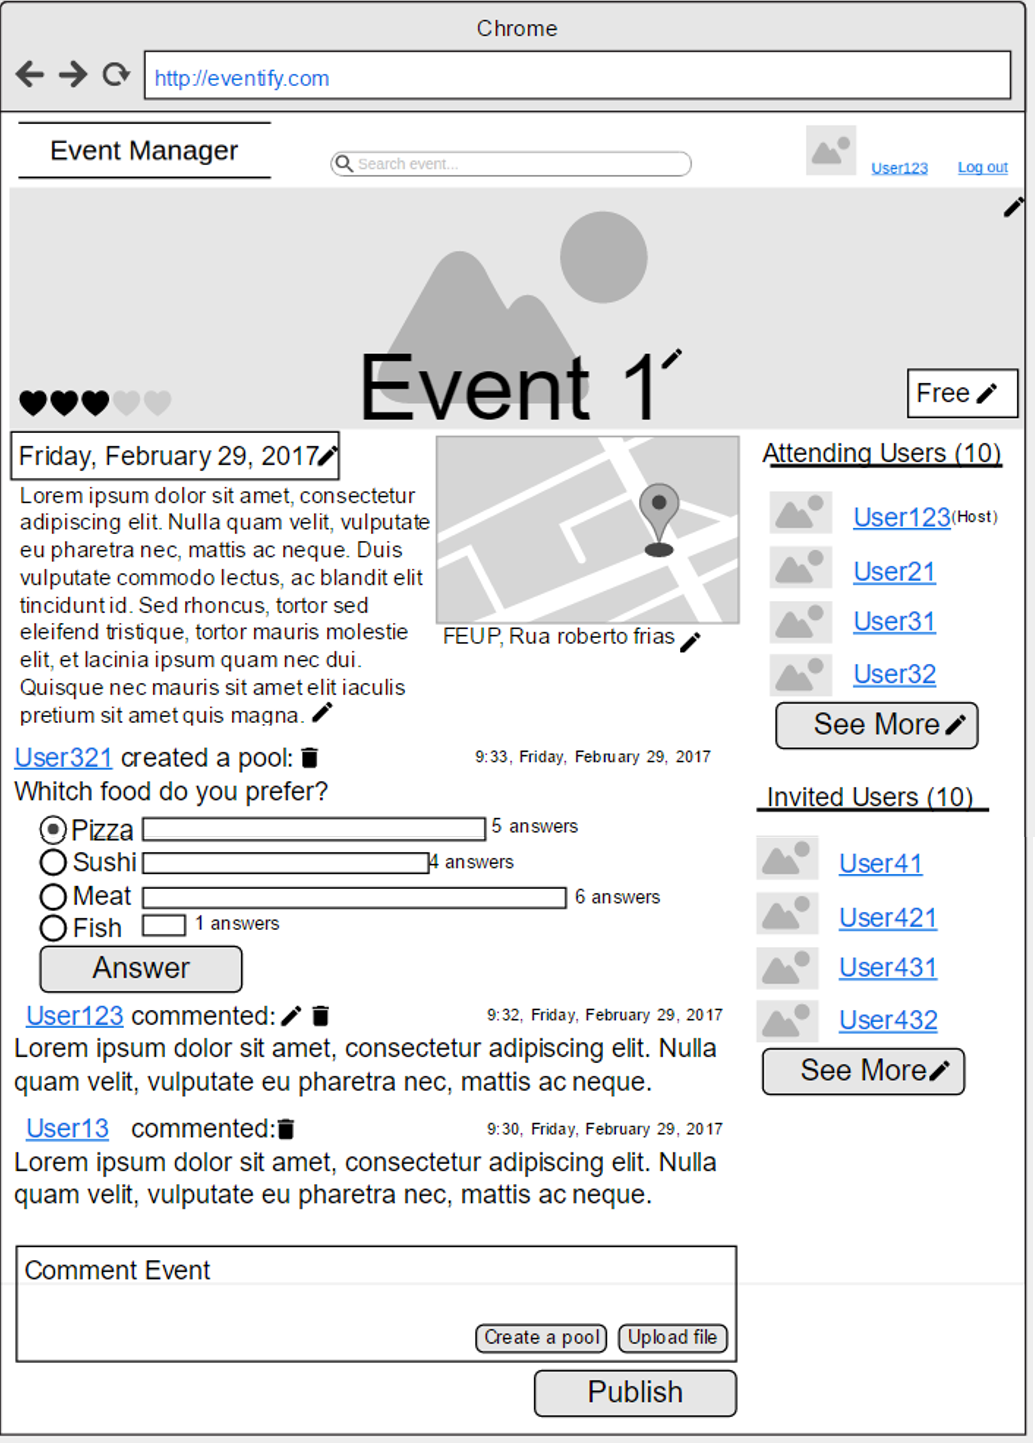 Chrome
http://eventify.com
Event Manager
Search event...
User123
Log out
Event 1
Free
Friday, February 29, 2017
Lorem ipsum dolor sit amet, consectetur
adipiscing elit. Nulla quam velit, vulputate
eu pharetra nec, mattis ac neque. Duis
vulputate commodo lectus, ac blandit elit
tincidunt id. Sed rhoncus, tortor sed
eleifend tristique, tortor mauris molestie
elit, et lacinia ipsum quam nec dui.
Quisque nec mauris sit amet elit iaculis
pretium sit amet quis magna.
FEUP, Rua roberto frias
Attending Users (10)
User123(Host)
User21
User31
User32
See More
Invited Users (10)
User41
User421
User431
User432
See More
User321 created a pool:
9:33, Friday, February 29, 2017
Whitch food do you prefer?
Pizza 5 answers
Sushi 4 answers
Meat 6 answers
Fish 1 answers
Answer
User123 commented:
9:32, Friday, February 29, 2017
Lorem ipsum dolor sit amet, consectetur adipiscing elit. Nulla
quam velit, vulputate eu pharetra nec, mattis ac neque.
User13 commented:
9:30, Friday, February 29, 2017
Lorem ipsum dolor sit amet, consectetur adipiscing elit. Nulla
quam velit, vulputate eu pharetra nec, mattis ac neque.
Comment Event
Create a pool
Upload file
Publish